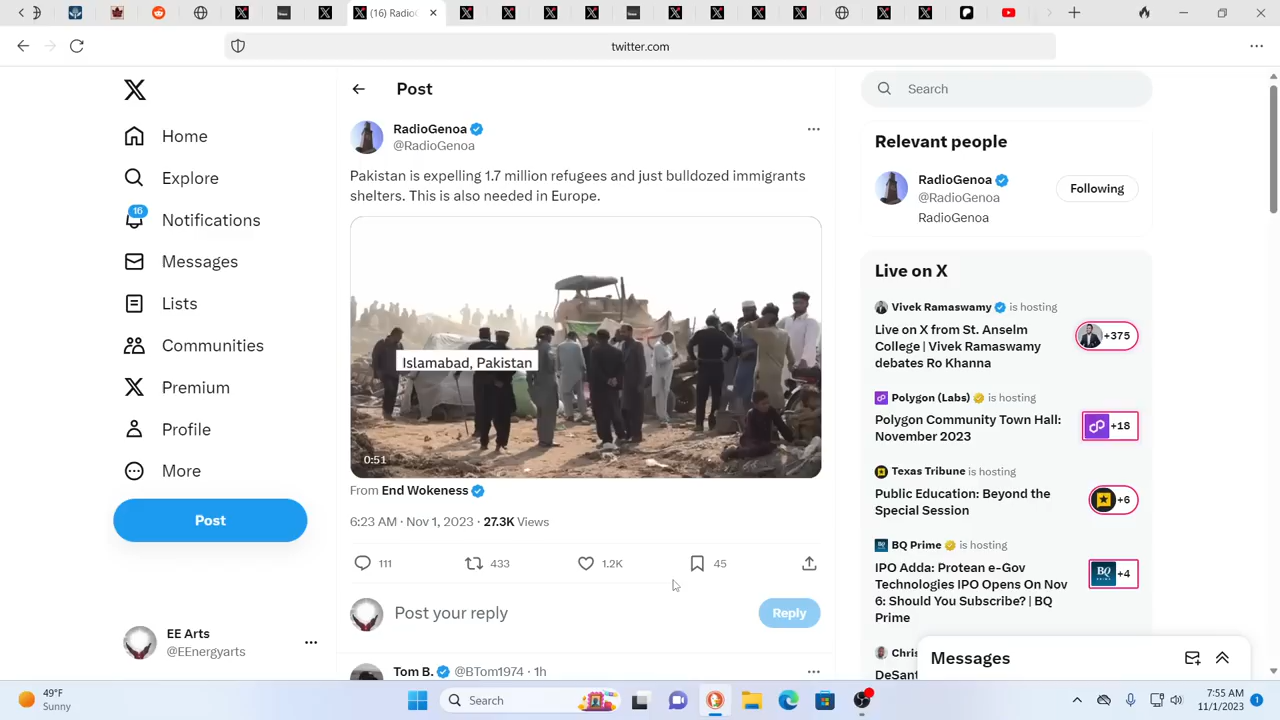 (16) Radio
twitter.com
Post
Search
RadioGenoa
@RadioGenoa
Pakistan is expelling 1.7 million refugees and just bulldozed immigrants
shelters. This is also needed in Europe.
Islamabad, Pakistan
0:51
From End Wokeness
6:23 AM · Nov 1, 2023 · 27.3K Views
111 433 1.2K 45
Post your reply
Reply
Tom B. @BTom1974 · 1h
Home
Explore
16
Notifications
Messages
Lists
Communities
Premium
Profile
More
Post
EE Arts
@EEnergyarts
Relevant people
RadioGenoa
@RadioGenoa
Following
RadioGenoa
Live on X
Vivek Ramaswamy is hosting
Live on X from St. Anselm
College | Vivek Ramaswamy
debates Ro Khanna
+375
Polygon (Labs) is hosting
Polygon Community Town Hall:
November 2023
+18
Texas Tribune is hosting
Public Education: Beyond the
Special Session
+6
BQ Prime is hosting
IPO Adda: Protean e-Gov
Technologies IPO Opens On Nov
6: Should You Subscribe? | BQ
Prime
BQ
+4
Chris
DeSant
Messages
49°F
Sunny
Search
7:55 AM
11/1/2023
1